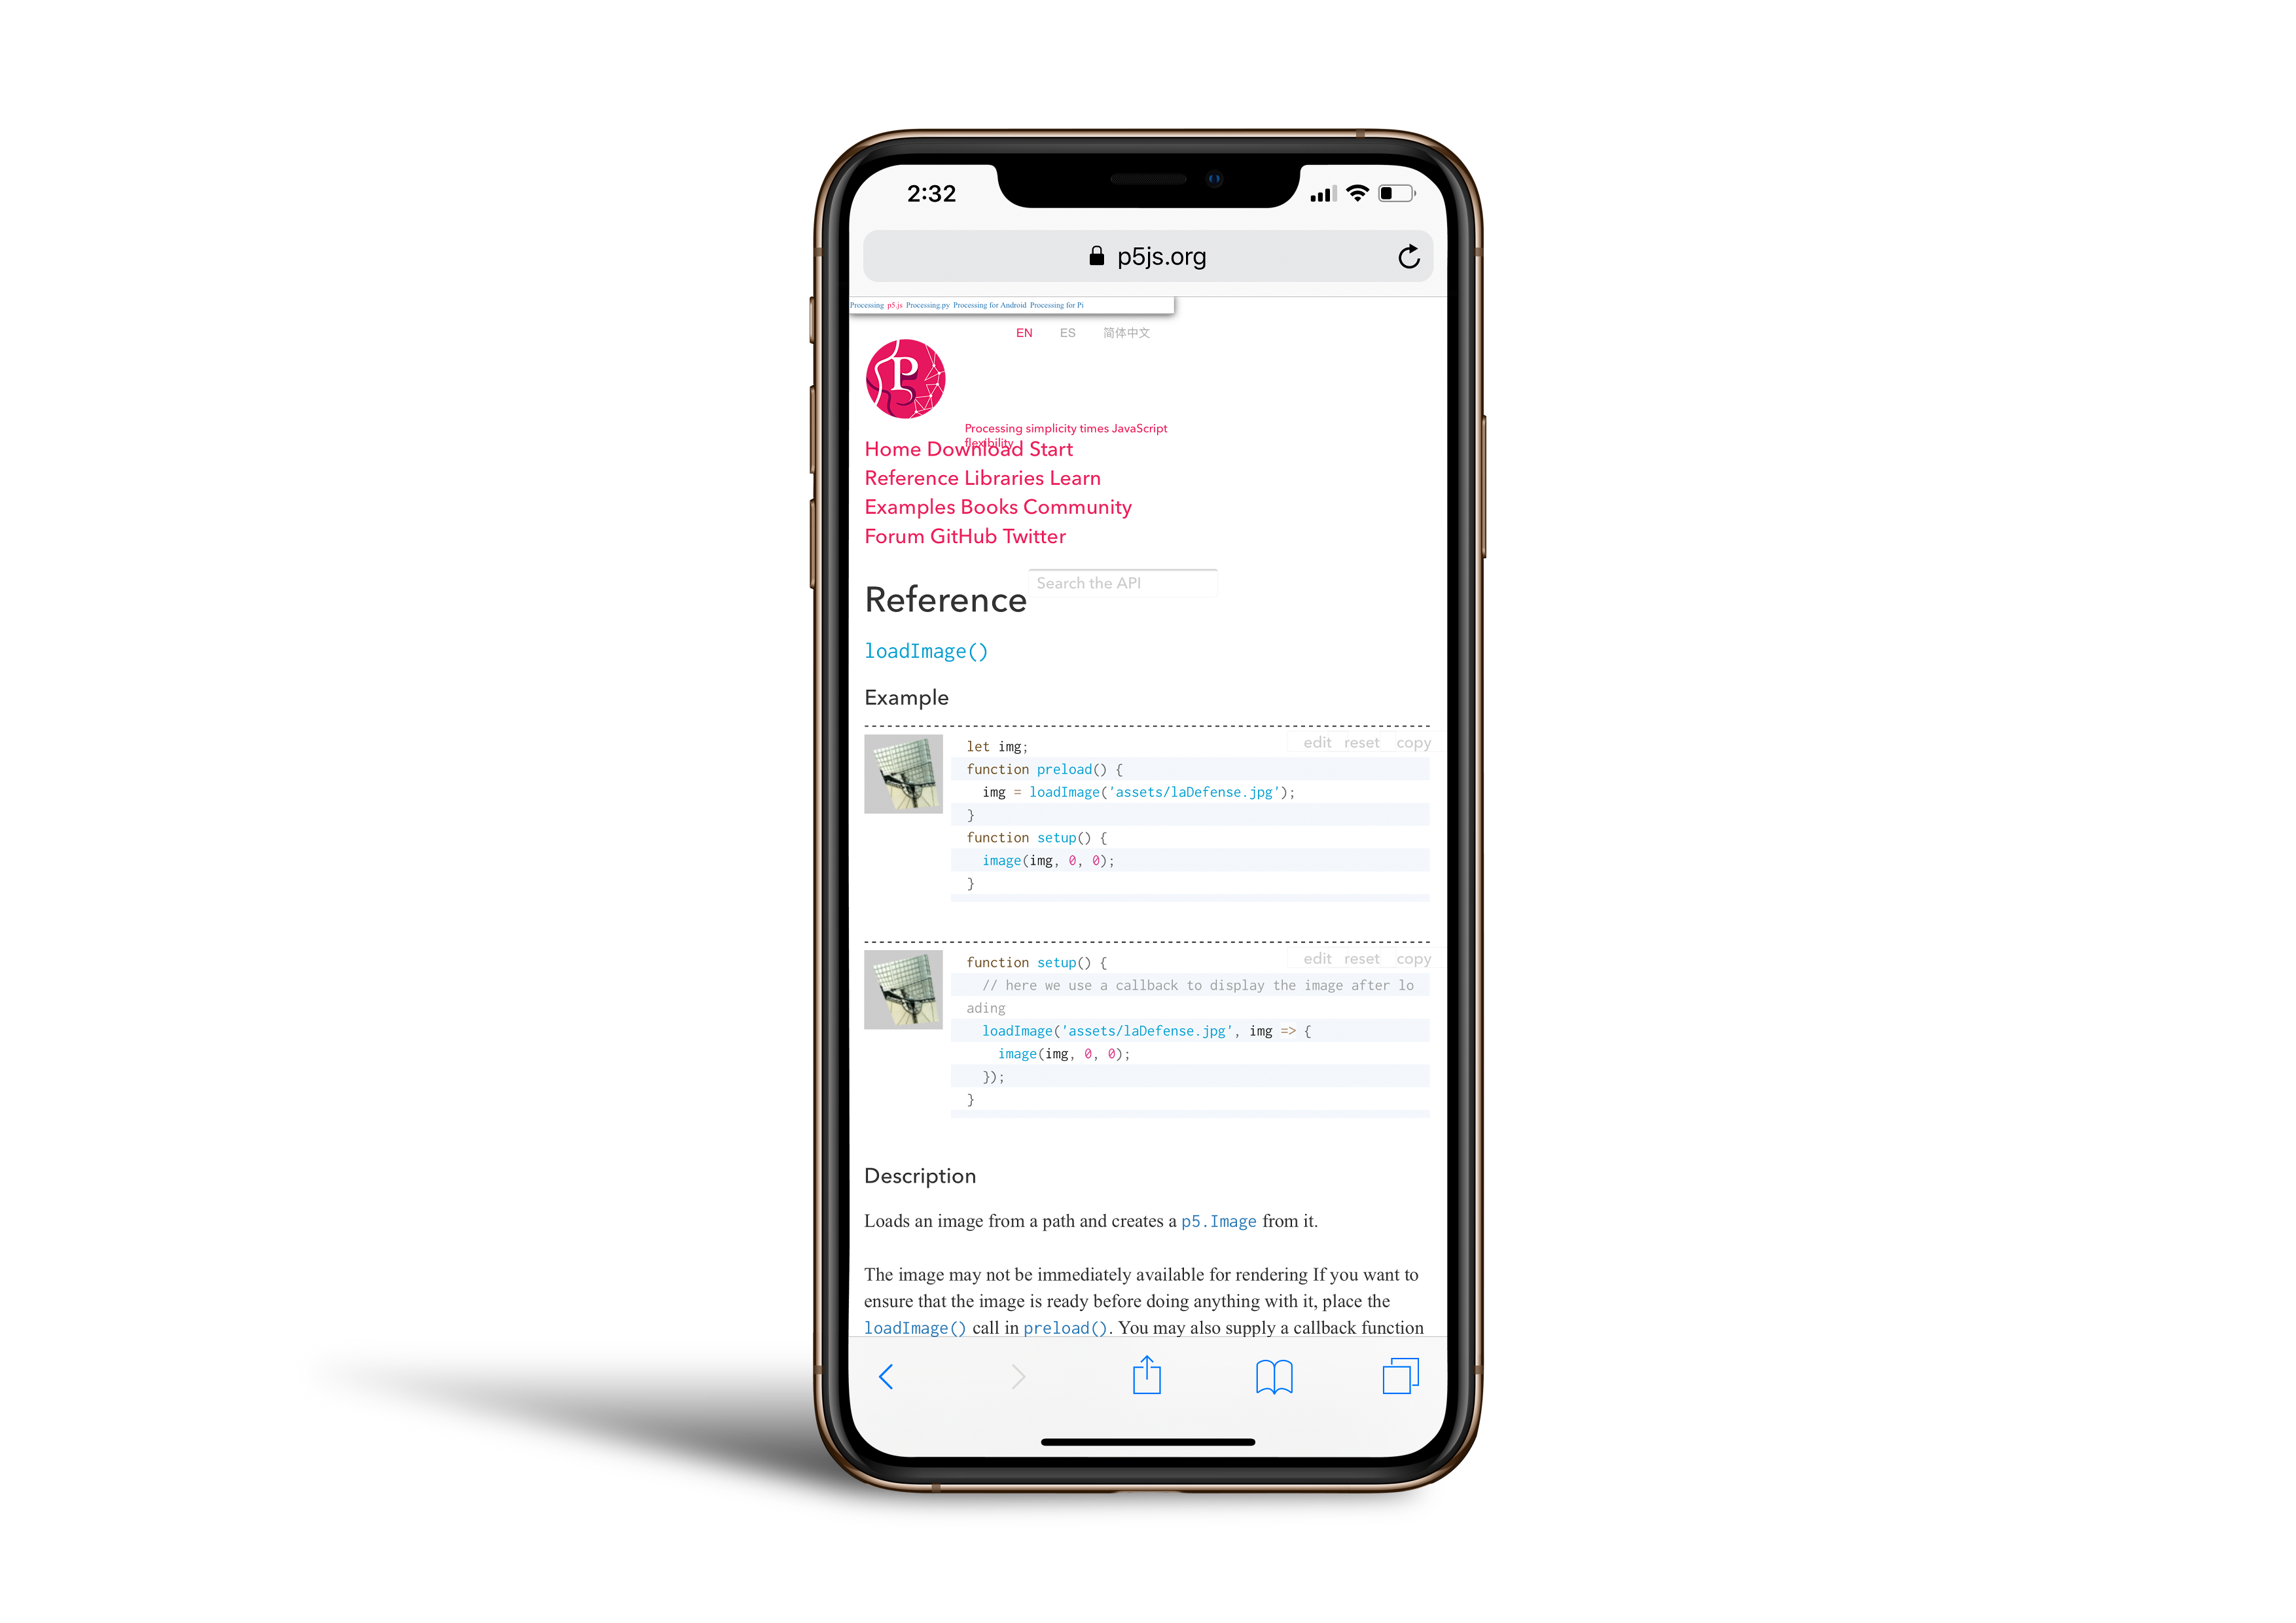 2:32
p5js.org
Processing p5.js Processing.py Processing for Android Processing for Pi
EN ES 简体中文
P
Processing simplicity times JavaScript
flexibility
Home Download Start
Reference Libraries Learn
Examples Books Community
Forum GitHub Twitter
Search the API
Reference
loadImage()
Example
edit reset copy
let img;
function preload() {
  img = loadImage('assets/laDefense.jpg');
}
function setup() {
  image(img, 0, 0);
}
edit reset copy
function setup() {
  // here we use a callback to display the image after lo
ading
  loadImage('assets/laDefense.jpg', img => {
    image(img, 0, 0);
  });
}
Description
Loads an image from a path and creates a p5.Image from it.
The image may not be immediately available for rendering If you want to
ensure that the image is ready before doing anything with it, place the
loadImage() call in preload(). You may also supply a callback function